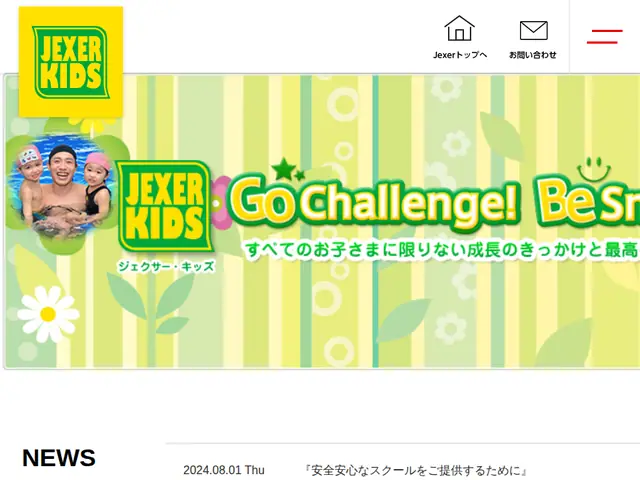 JEXER
KIDS
Jexerトップへ
お問い合わせ
JEXER
KIDS
Go Challenge! Be Sm
すべてのお子さまに限りない成長のきっかけと最高
ジェクサー・キッズ
NEWS
2024.08.01 Thu
『安全安心なスクールをご提供するために』